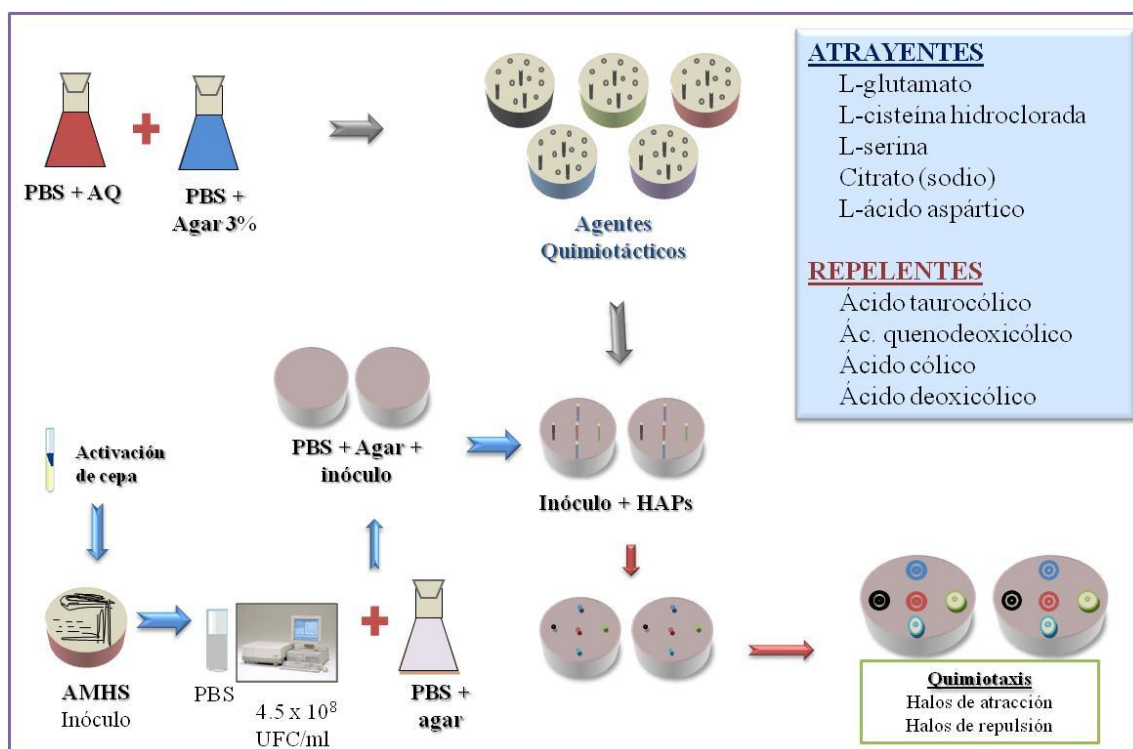 PBS + AQ
PBS +
Agar 3%
Agentes
Quimiotácticos
ATRAYENTES
L-glutamato
L-cisteína hidroclorada
L-serina
Citrato (sodio)
L-ácido aspártico
REPELENTES
Ácido taurocólico
Ác. quenodeoxicólico
Ácido cólico
Ácido deoxicólico
Activación
de cepa
PBS + Agar +
inóculo
Inóculo + HAPs
AMHS
Inóculo
PBS
4.5 x 10⁸
UFC/ml
PBS +
agar
Quimiotaxis
Halos de atracción
Halos de repulsión